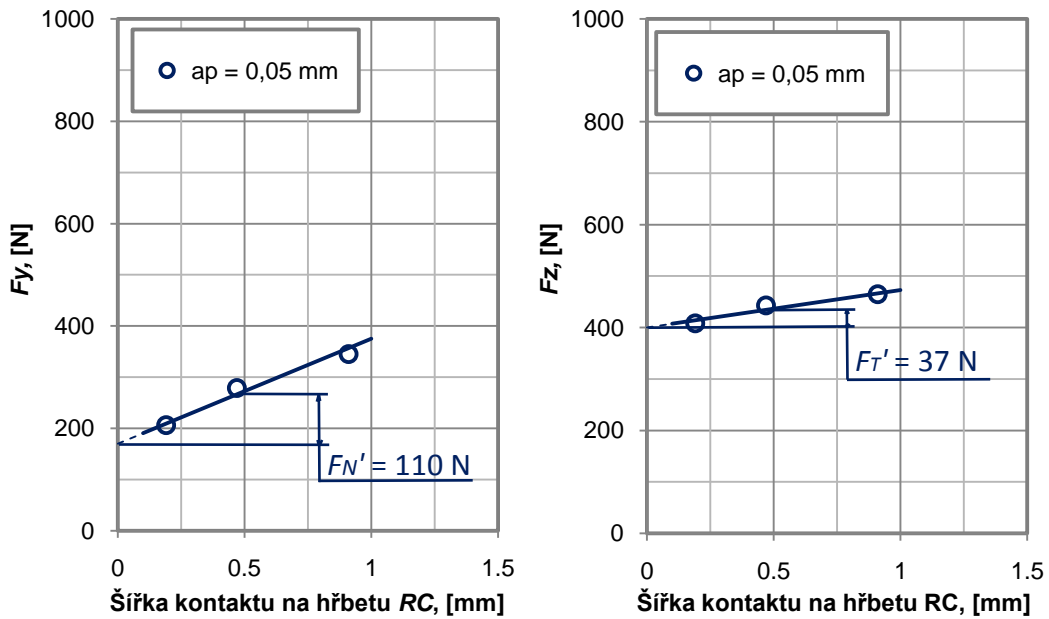 1000
800
600
400
200
0
Fy, [N]
ap = 0,05 mm
FN' = 110 N
0
0.5
1
1.5
Šířka kontaktu na hřbetu RC, [mm]
1000
800
600
400
200
0
Fz, [N]
ap = 0,05 mm
FT' = 37 N
0
0.5
1
1.5
Šířka kontaktu na hřbetu RC, [mm]